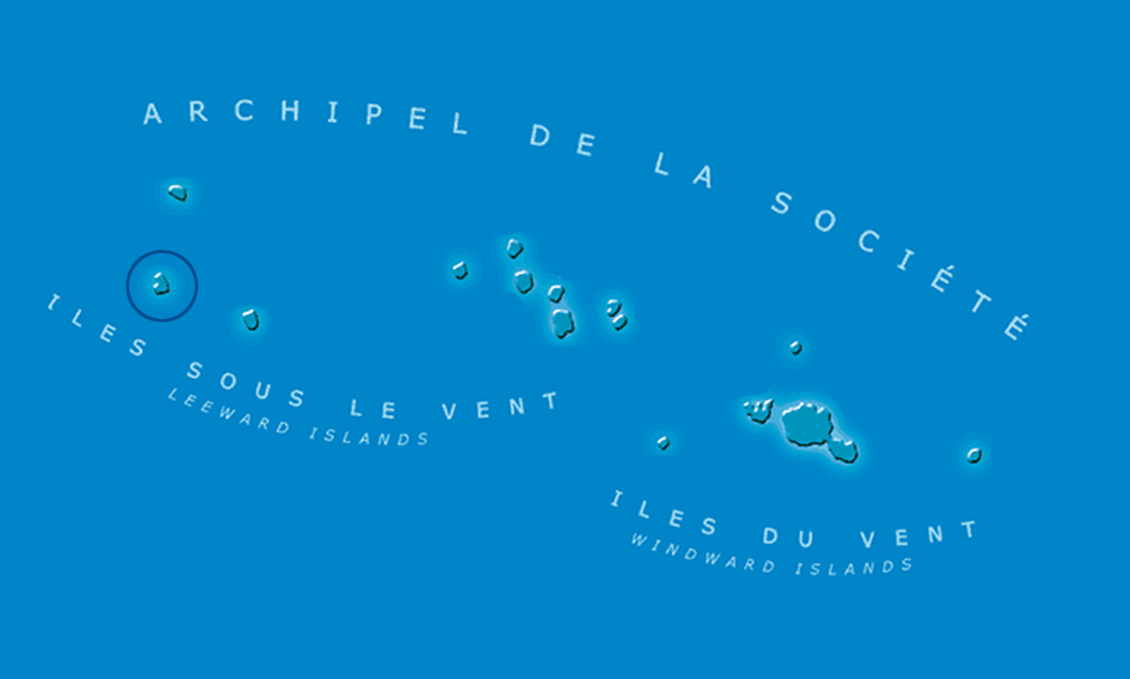 ARCHIPEL DE LA SOCIÉTÉ
ILES SOUS LE VENT
LEEWARD ISLANDS
ILES DU VENT
WINDWARD ISLANDS